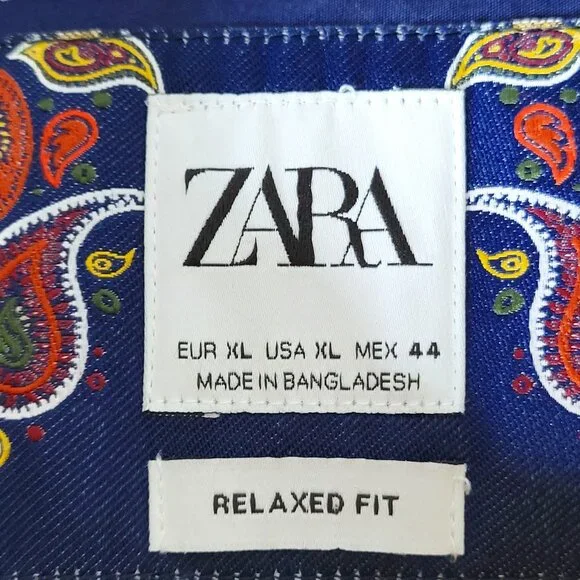 ZARA
EUR XL USA XL MEX 44
MADE IN BANGLADESH
RELAXED FIT